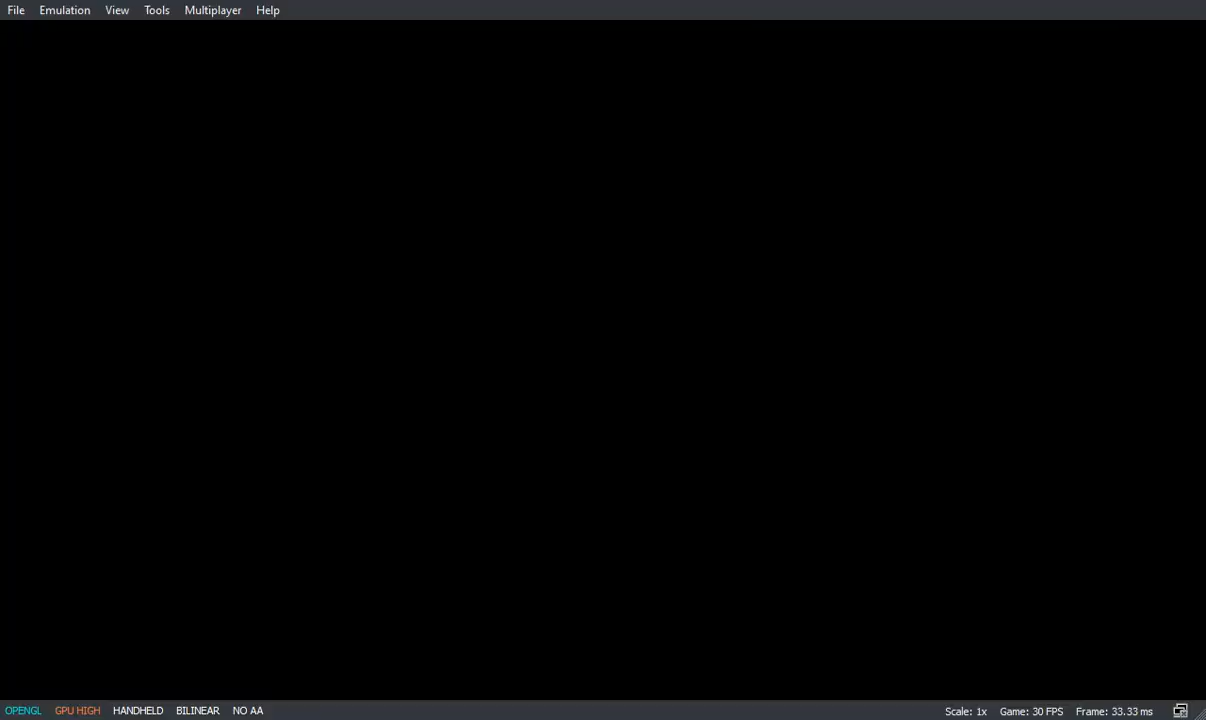 File Emulation View Tools Multiplayer Help
OPENGL GPU HIGH HANDHELD BILINEAR NO AA Scale: 1x Game: 30 FPS Frame: 33.33 ms